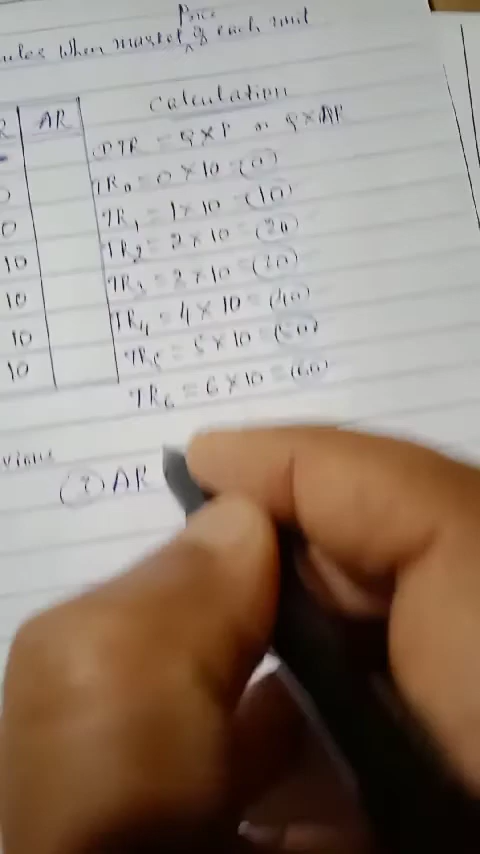 Price
rules when market of each unit
AR
Calculation
TR = Q×P or Q×AR
TR₀ = 0×10 = (0)
0
TR₁ = 1×10 = (10)
10
TR₂ = 2×10 = (20)
10
TR₃ = 3×10 = (30)
10
TR₄ = 4×10 = (40)
10
TR₅ = 5×10 = (50)
TR₆ = 6×10 = (60)
(2) AR